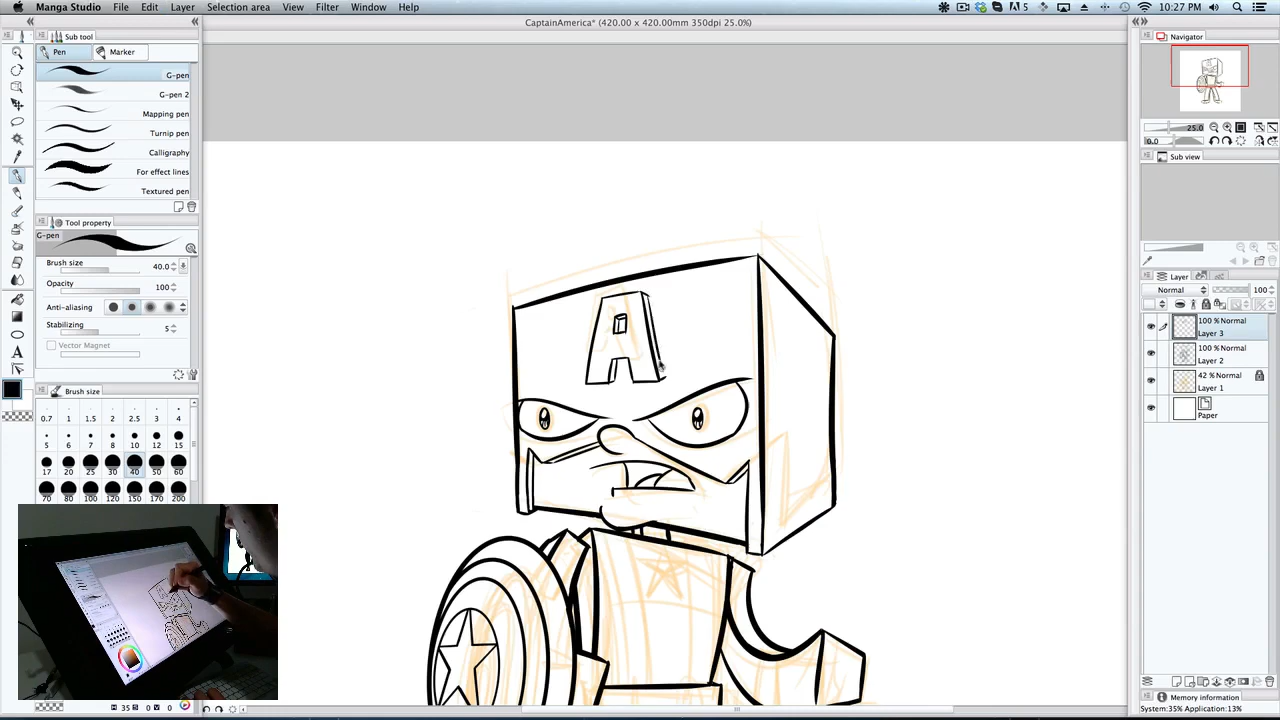 Manga Studio File Edit Layer Selection area View Filter Window Help 5 10:27 PM
CaptainAmerica* (420.00 x 420.00mm 350dpi 25.0%)
Sub tool
Pen Marker
G-pen
G-pen 2
Mapping pen
Turnip pen
Calligraphy
For effect lines
Textured pen
Tool property
G-pen
Brush size 40.0
Opacity 100
Anti-aliasing
Stabilizing 5
Vector Magnet
Brush size
0.7 1 1.5 2 2.5 3 4
5 6 7 8 10 12 15
17 20 25 30 40 50 60
70 80 100 120 150 170 200
35 0 0
A
Navigator
25.0
0.0
Sub view
Layer
Normal 100
100 % Normal
Layer 3
100 % Normal
Layer 2
42 % Normal
Layer 1
Paper
Memory information
System:35% Application:13%